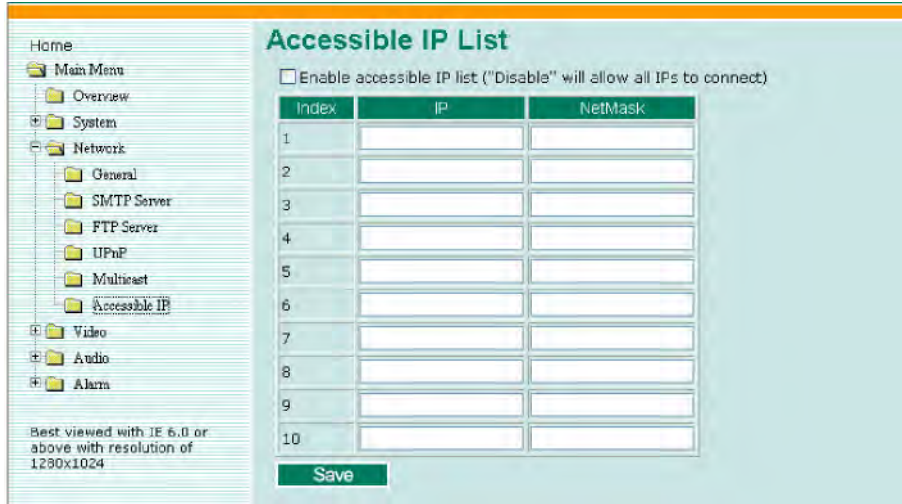 Home
Main Menu
Overview
System
Network
General
SMTP Server
FTP Server
UPnP
Multicast
Accessible IP
Video
Audio
Alarm
Best viewed with IE 6.0 or
above with resolution of
1280x1024
Accessible IP List
Enable accessible IP list ("Disable" will allow all IPs to connect)
Index IP NetMask
1
2
3
4
5
6
7
8
9
10
Save